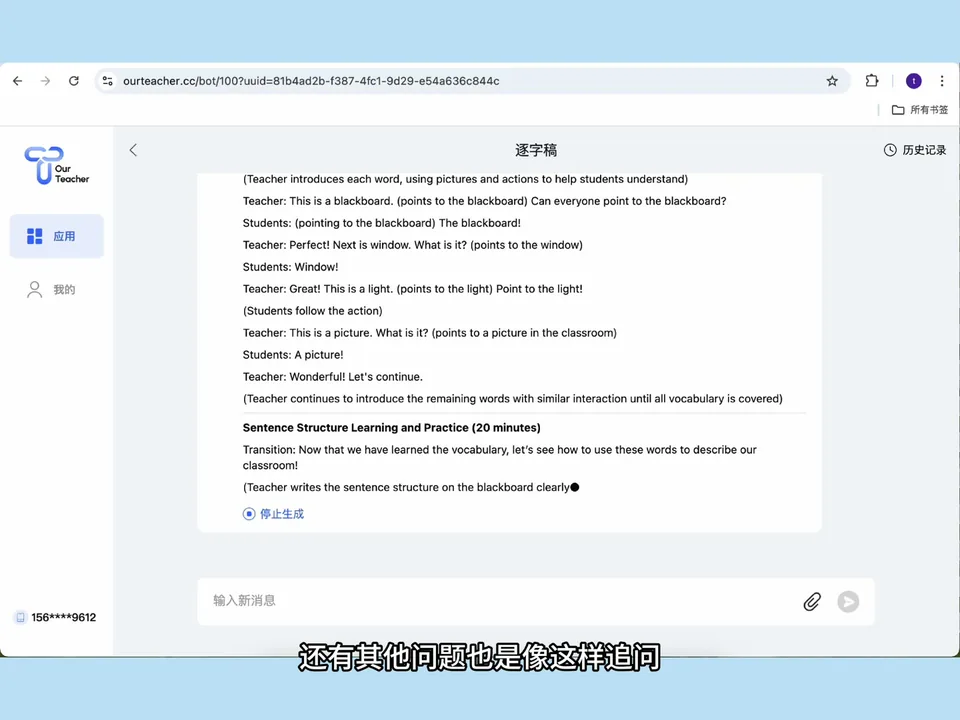 ourteacher.cc/bot/100?uuid=81b4ad2b-f387-4fc1-9d29-e54a636c844c
t
所有书签
Our
Teacher
逐字稿
历史记录
应用
我的
(Teacher introduces each word, using pictures and actions to help students understand)
Teacher: This is a blackboard. (points to the blackboard) Can everyone point to the blackboard?
Students: (pointing to the blackboard) The blackboard!
Teacher: Perfect! Next is window. What is it? (points to the window)
Students: Window!
Teacher: Great! This is a light. (points to the light) Point to the light!
(Students follow the action)
Teacher: This is a picture. What is it? (points to a picture in the classroom)
Students: A picture!
Teacher: Wonderful! Let's continue.
(Teacher continues to introduce the remaining words with similar interaction until all vocabulary is covered)
Sentence Structure Learning and Practice (20 minutes)
Transition: Now that we have learned the vocabulary, let's see how to use these words to describe our
classroom!
(Teacher writes the sentence structure on the blackboard clearly
停止生成
输入新消息
156****9612
还有其他问题也是像这样追问